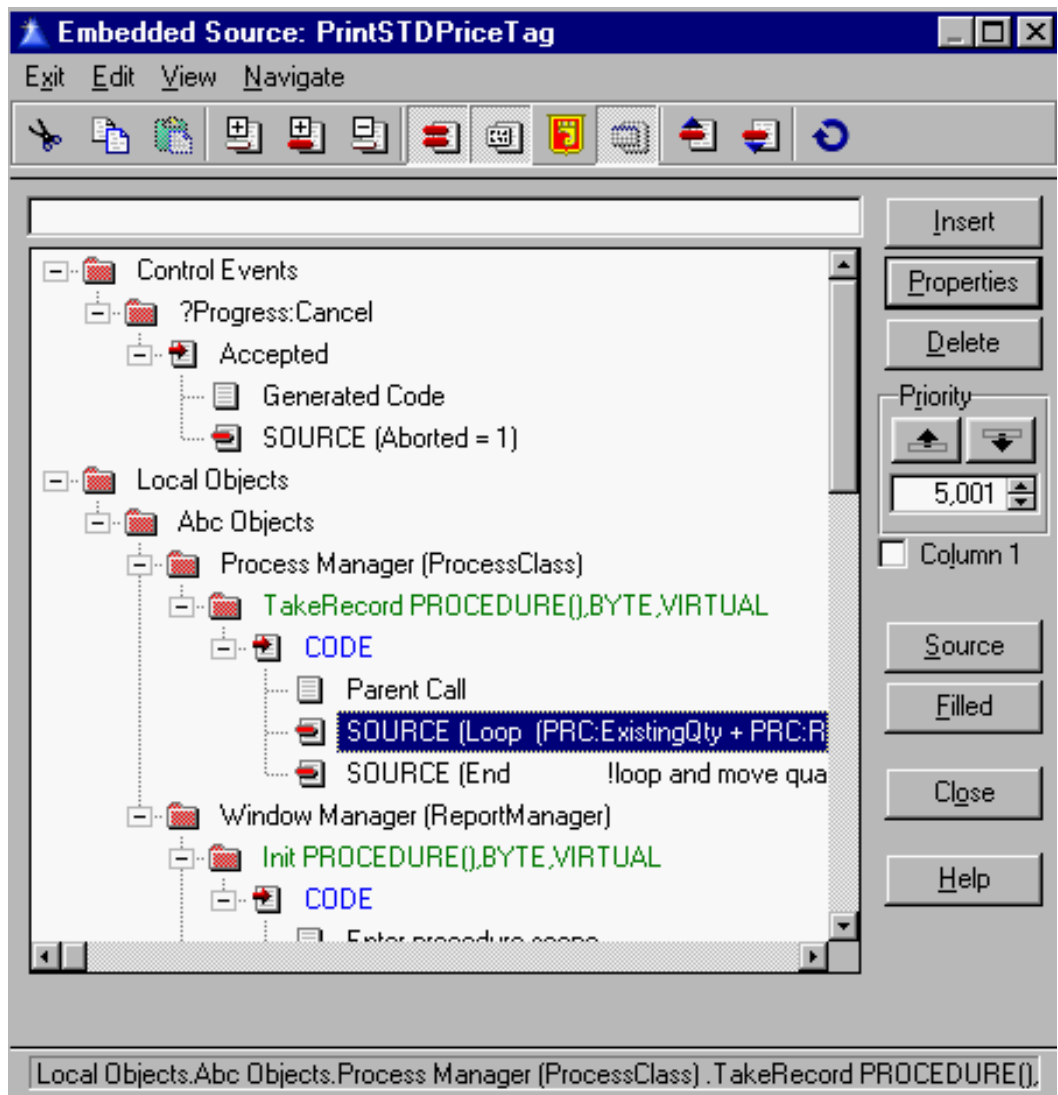 Embedded Source: PrintSTDPriceTag
Exit Edit View Navigate
Insert
Properties
Delete
Priority
5,001
Column 1
Source
Filled
Close
Help
Control Events
?Progress:Cancel
Accepted
Generated Code
SOURCE (Aborted = 1)
Local Objects
Abc Objects
Process Manager (ProcessClass)
TakeRecord PROCEDURE(),BYTE,VIRTUAL
CODE
Parent Call
SOURCE (Loop (PRC:ExistingQty + PRC:R
SOURCE (End !loop and move qua
Window Manager (ReportManager)
Init PROCEDURE(),BYTE,VIRTUAL
CODE
Enter procedure scope
Local Objects.Abc Objects.Process Manager (ProcessClass) .TakeRecord PROCEDURE(),